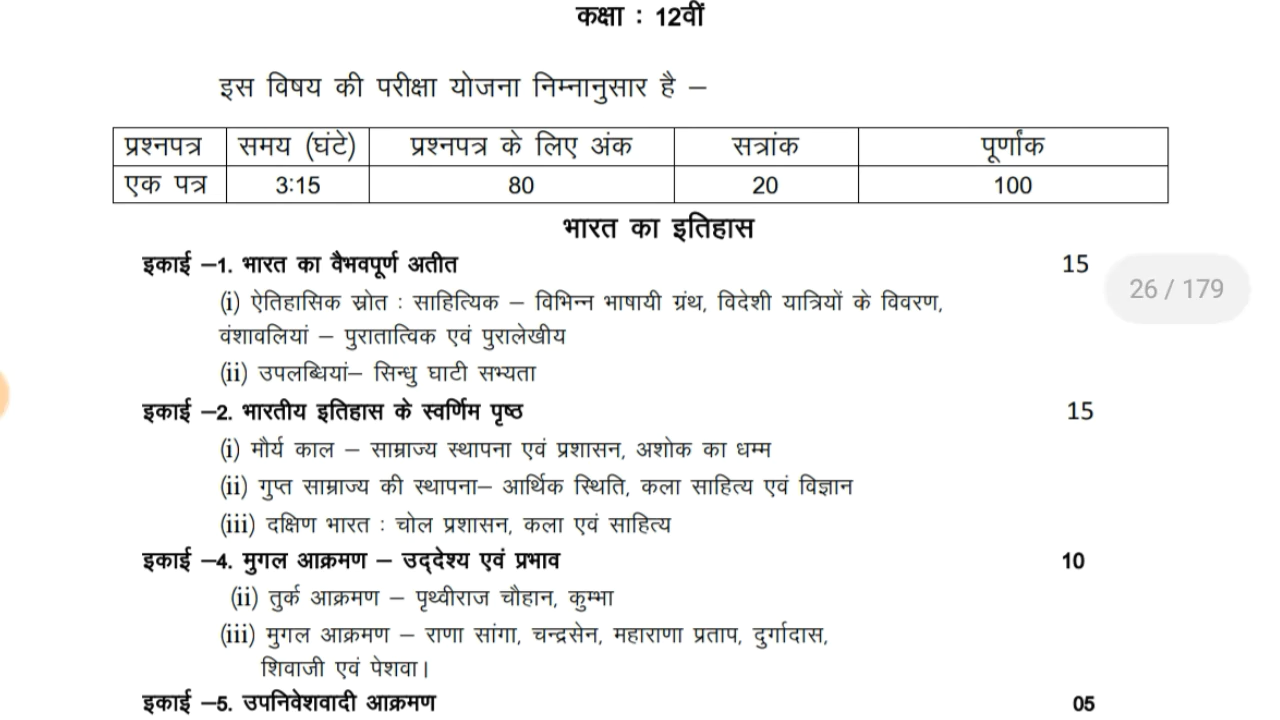 कक्षा : 12वीं
इस विषय की परीक्षा योजना निम्नानुसार है –
प्रश्नपत्र समय (घंटे) प्रश्नपत्र के लिए अंक सत्रांक पूर्णांक
एक पत्र 3:15 80 20 100
भारत का इतिहास
इकाई –1. भारत का वैभवपूर्ण अतीत 15
26 / 179
(i) ऐतिहासिक स्रोत : साहित्यिक – विभिन्न भाषायी ग्रंथ, विदेशी यात्रियों के विवरण,
वंशावलियां – पुरातात्विक एवं पुरालेखीय
(ii) उपलब्धियां– सिन्धु घाटी सभ्यता
इकाई –2. भारतीय इतिहास के स्वर्णिम पृष्ठ 15
(i) मौर्य काल – साम्राज्य स्थापना एवं प्रशासन, अशोक का धम्म
(ii) गुप्त साम्राज्य की स्थापना– आर्थिक स्थिति, कला साहित्य एवं विज्ञान
(iii) दक्षिण भारत : चोल प्रशासन, कला एवं साहित्य
इकाई –4. मुगल आक्रमण – उद्देश्य एवं प्रभाव 10
(ii) तुर्क आक्रमण – पृथ्वीराज चौहान, कुम्भा
(iii) मुगल आक्रमण – राणा सांगा, चन्द्रसेन, महाराणा प्रताप, दुर्गादास,
शिवाजी एवं पेशवा।
इकाई –5. उपनिवेशवादी आक्रमण 05